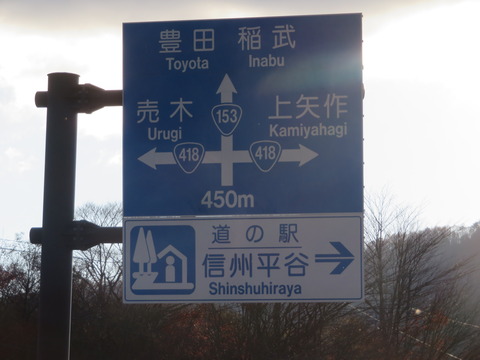 豊田 稲武
Toyota Inabu
153
売木 上矢作
Urugi Kamiyahagi
418 418
450m
道の駅
信州平谷
Shinshuhiraya